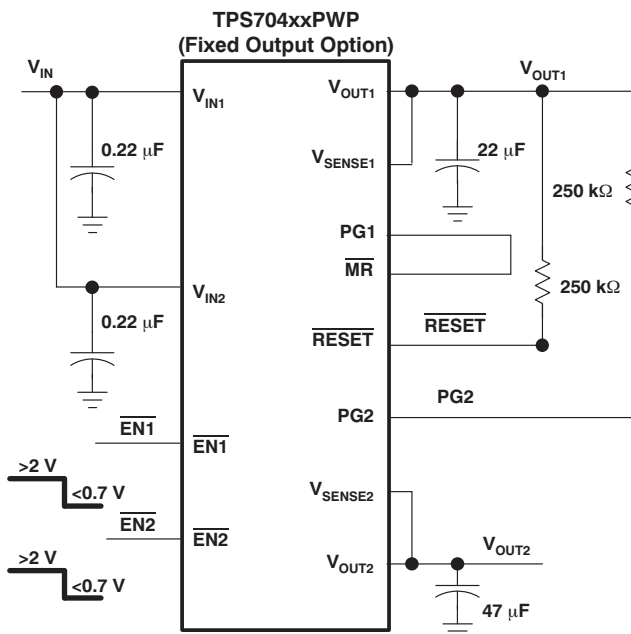 TPS704xxPWP
(Fixed Output Option)
VIN
VIN1
VOUT1
VOUT1
0.22 μF
VSENSE1
22 μF
250 kΩ
PG1
MR
VIN2
250 kΩ
0.22 μF
RESET
RESET
PG2
PG2
EN1
EN1
>2 V
<0.7 V
VSENSE2
EN2
EN2
>2 V
<0.7 V
VOUT2
VOUT2
47 μF